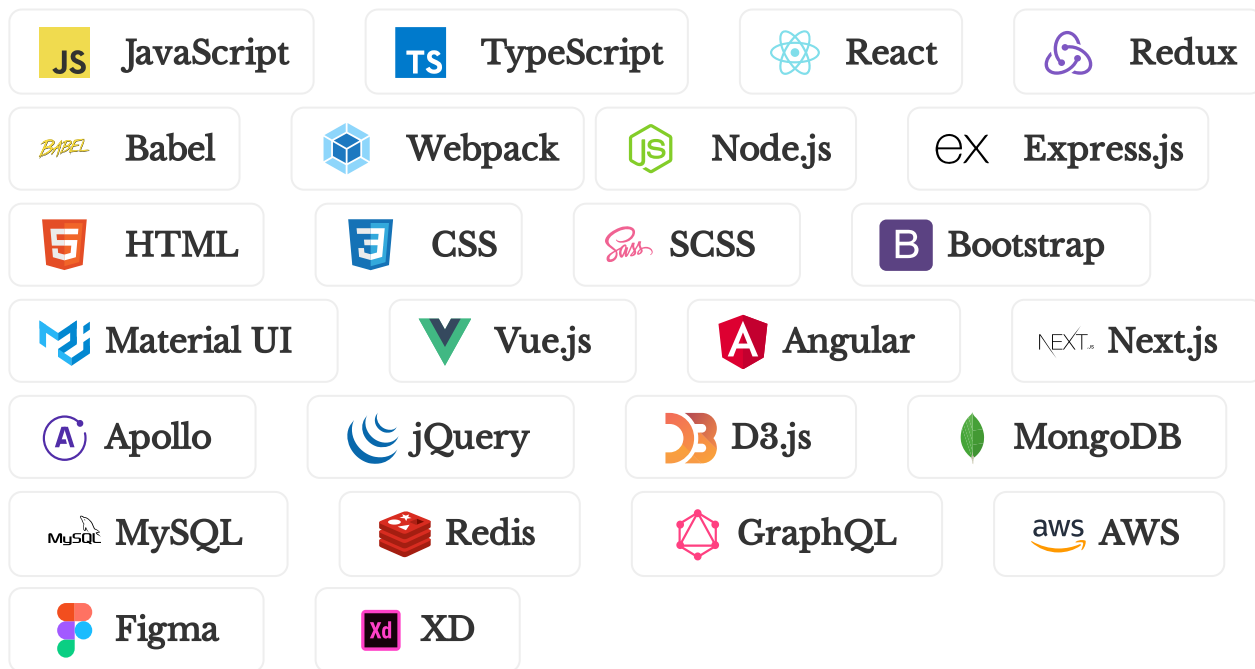 JS JavaScript TS TypeScript React Redux
BABEL Babel Webpack JS Node.js ex Express.js
5 HTML 3 CSS Sass SCSS B Bootstrap
Material UI Vue.js A Angular NEXT.JS Next.js
A Apollo jQuery D3 D3.js MongoDB
MySQL MySQL Redis GraphQL aws AWS
Figma Xd XD